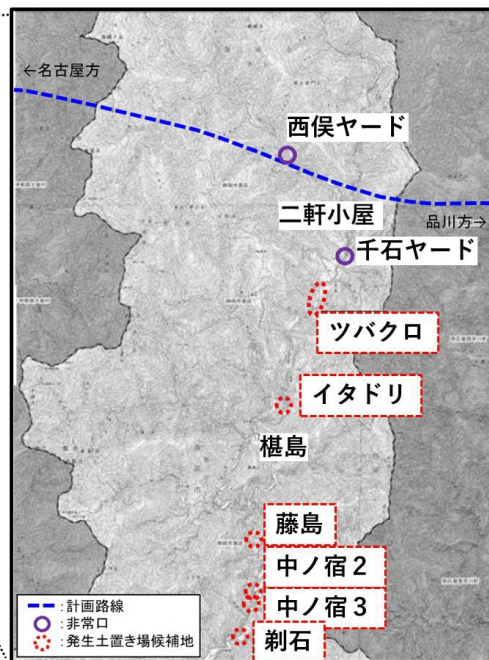 ←名古屋方
西俣ヤード
二軒小屋
品川方→
千石ヤード
ツバクロ
イタドリ
椹島
藤島
中ノ宿２
中ノ宿３
剃石
：計画路線
：非常口
：発生土置き場候補地